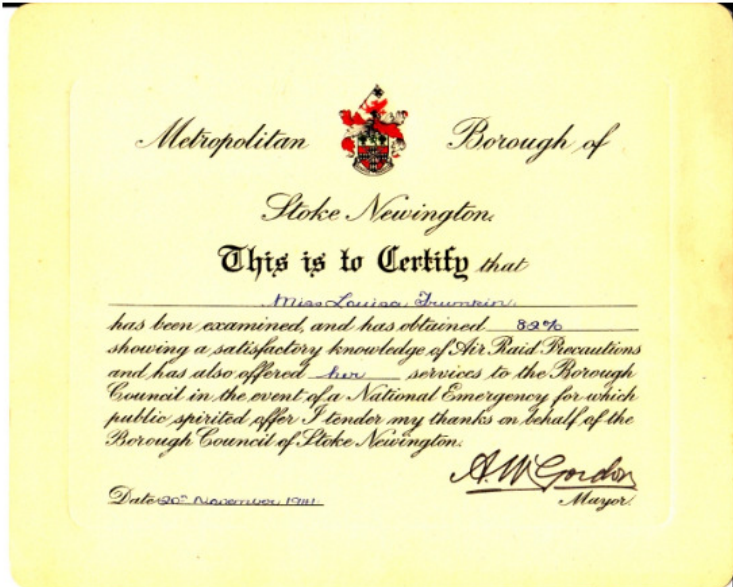 Metropolitan Borough of
Stoke Newington.
This is to Certify that
Miss Louisa Frumkin.
has been examined, and has obtained 82%
showing a satisfactory knowledge of Air Raid Precautions
and has also offered her services to the Borough
Council in the event of a National Emergency for which
public spirited offer I tender my thanks on behalf of the
Borough Council of Stoke Newington.
A.W. Gordon
Date 20th November 1941. Mayor.